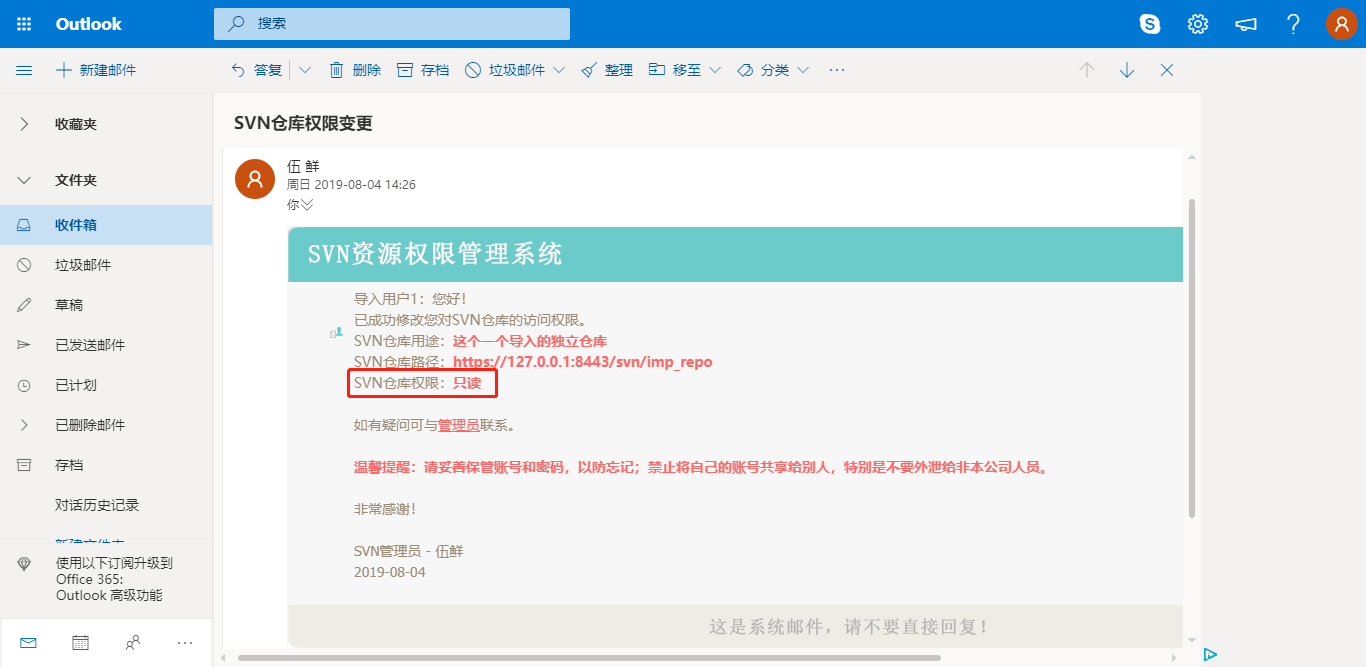 Outlook
搜索
新建邮件
答复
删除
存档
垃圾邮件
整理
移至
分类
收藏夹
文件夹
收件箱
垃圾邮件
草稿
已发送邮件
已计划
已删除邮件
存档
对话历史记录
新建文件夹
使用以下订阅升级到
Office 365:
Outlook 高级功能
SVN仓库权限变更
伍 鲜
周日 2019-08-04 14:26
你
SVN资源权限管理系统
导入用户1：您好！
已成功修改您对SVN仓库的访问权限。
SVN仓库用途：这个一个导入的独立仓库
SVN仓库路径：https://127.0.0.1:8443/svn/imp_repo
SVN仓库权限：只读
如有疑问可与管理员联系。
温馨提醒：请妥善保管账号和密码，以防忘记；禁止将自己的账号共享给别人，特别是不要外泄给非本公司人员。
非常感谢！
SVN管理员 - 伍鲜
2019-08-04
这是系统邮件，请不要直接回复！